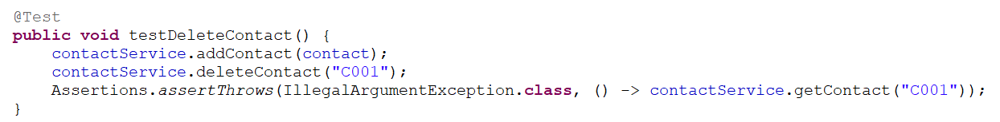 @Test
public void testDeleteContact() {
    contactService.addContact(contact);
    contactService.deleteContact("C001");
    Assertions.assertThrows(IllegalArgumentException.class, () -> contactService.getContact("C001"));
}